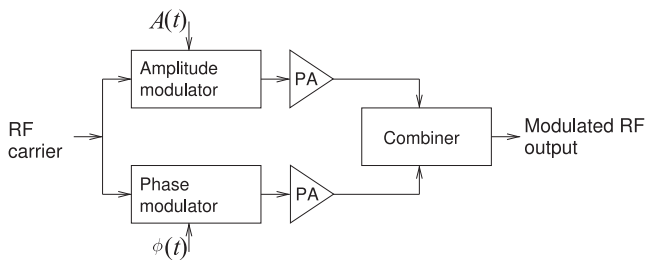 A(t)
Amplitude
modulator
PA
RF
carrier
Combiner
Modulated RF
output
Phase
modulator
PA
ϕ(t)